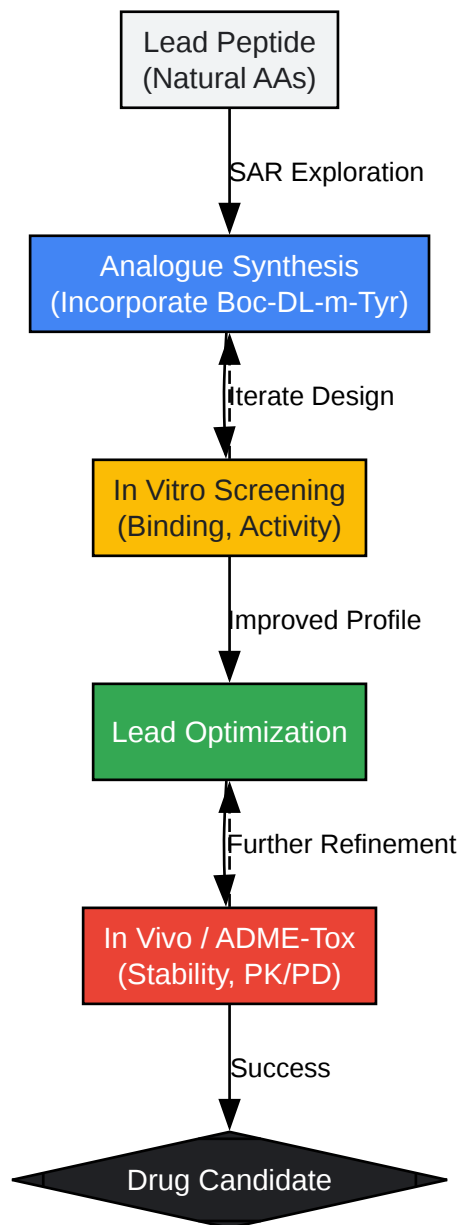 Lead Peptide
(Natural AAs)
SAR Exploration
Analogue Synthesis
(Incorporate Boc-DL-m-Tyr)
Iterate Design
In Vitro Screening
(Binding, Activity)
Improved Profile
Lead Optimization
Further Refinement
In Vivo / ADME-Tox
(Stability, PK/PD)
Success
Drug Candidate